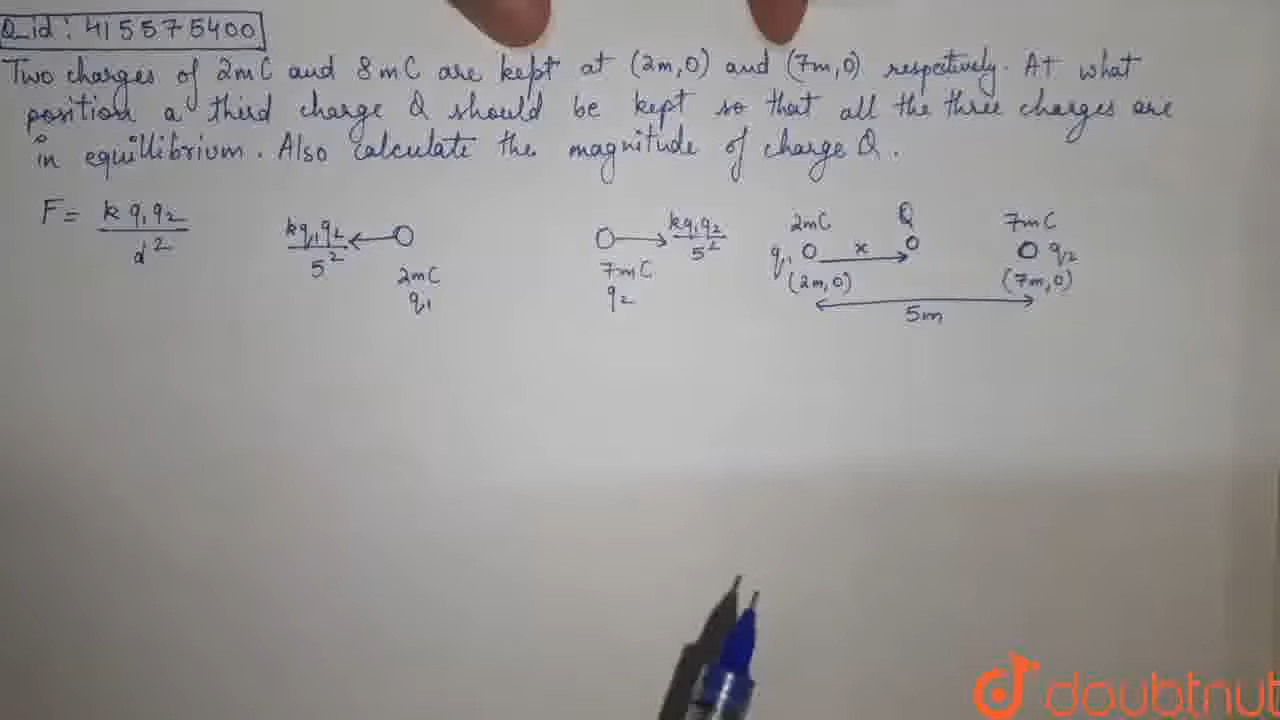 Q_id : 415575400
Two charges of 2mC and 8mC are kept at (2m,0) and (7m,0) respectively. At what
position a third charge Q should be kept so that all the three charges are
in equillibrium. Also calculate the magnitude of charge Q.
F = k q1 q2 / d²
kq1q2 / 5²
2mC
q1
kq1q2 / 5²
7mC
q2
2mC Q 7mC
q1 x q2
(2m,0) (7m,0)
5m
doubtnut